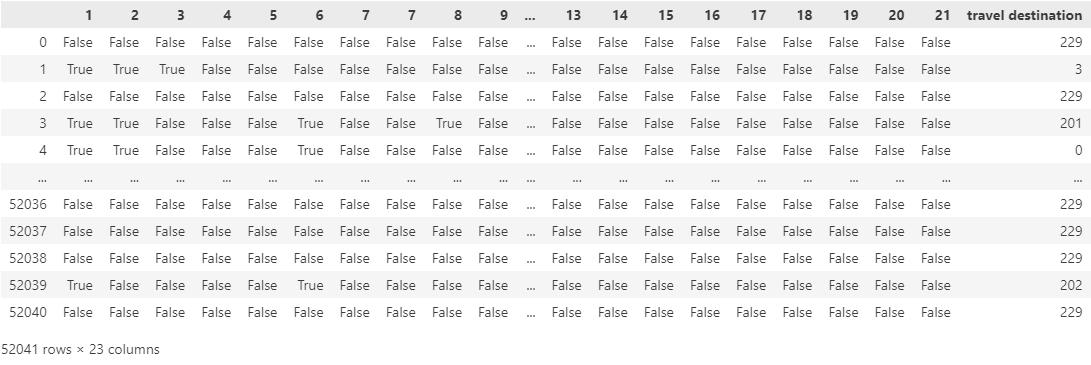 1 2 3 4 5 6 7 7 8 9 ... 13 14 15 16 17 18 19 20 21 travel destination
0 False False False False False False False False False False ... False False False False False False False False False 229
1 True True True False False False False False False False ... False False False False False False False False False 3
2 False False False False False False False False False False ... False False False False False False False False False 229
3 True True False False False True False False True False ... False False False False False False False False False 201
4 True True False False False True False False False False ... False False False False False False False False False 0
... ... ... ... ... ... ... ... ... ... ... ... ... ... ... ... ... ... ... ... ... ...
52036 False False False False False False False False False False ... False False False False False False False False False 229
52037 False False False False False False False False False False ... False False False False False False False False False 229
52038 False False False False False False False False False False ... False False False False False False False False False 229
52039 True False False False False True False False False False ... False False False False False False False False False 202
52040 False False False False False False False False False False ... False False False False False False False False False 229
52041 rows × 23 columns